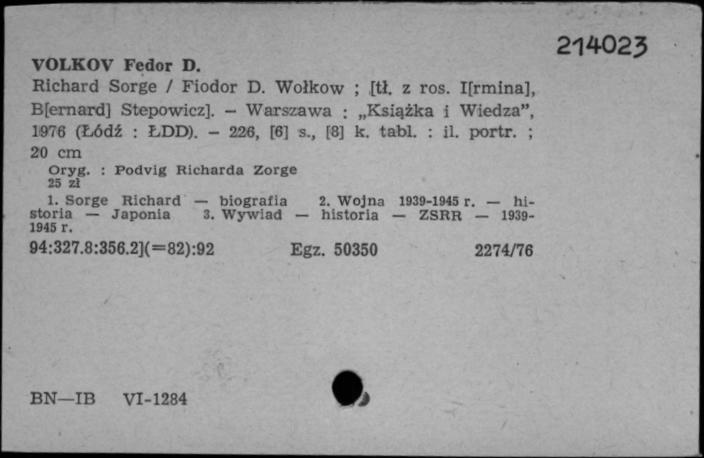 214023
VOLKOV Fedor D.
Richard Sorge / Fiodor D. Wołkow ; [tł. z ros. I[rmina],
B[ernard] Stepowicz]. — Warszawa : „Książka i Wiedza”,
1976 (Łódź : ŁDD). — 226, [6] s., [8] k. tabl. : il. portr. ;
20 cm
Oryg. : Podvig Richarda Zorge
25 zł
1. Sorge Richard — biografia 2. Wojna 1939-1945 r. — hi-
storia — Japonia 3. Wywiad — historia — ZSRR — 1939-
1945 r.
94:327.8:356.2](=82):92 Egz. 50350 2274/76
BN—IB VI-1284